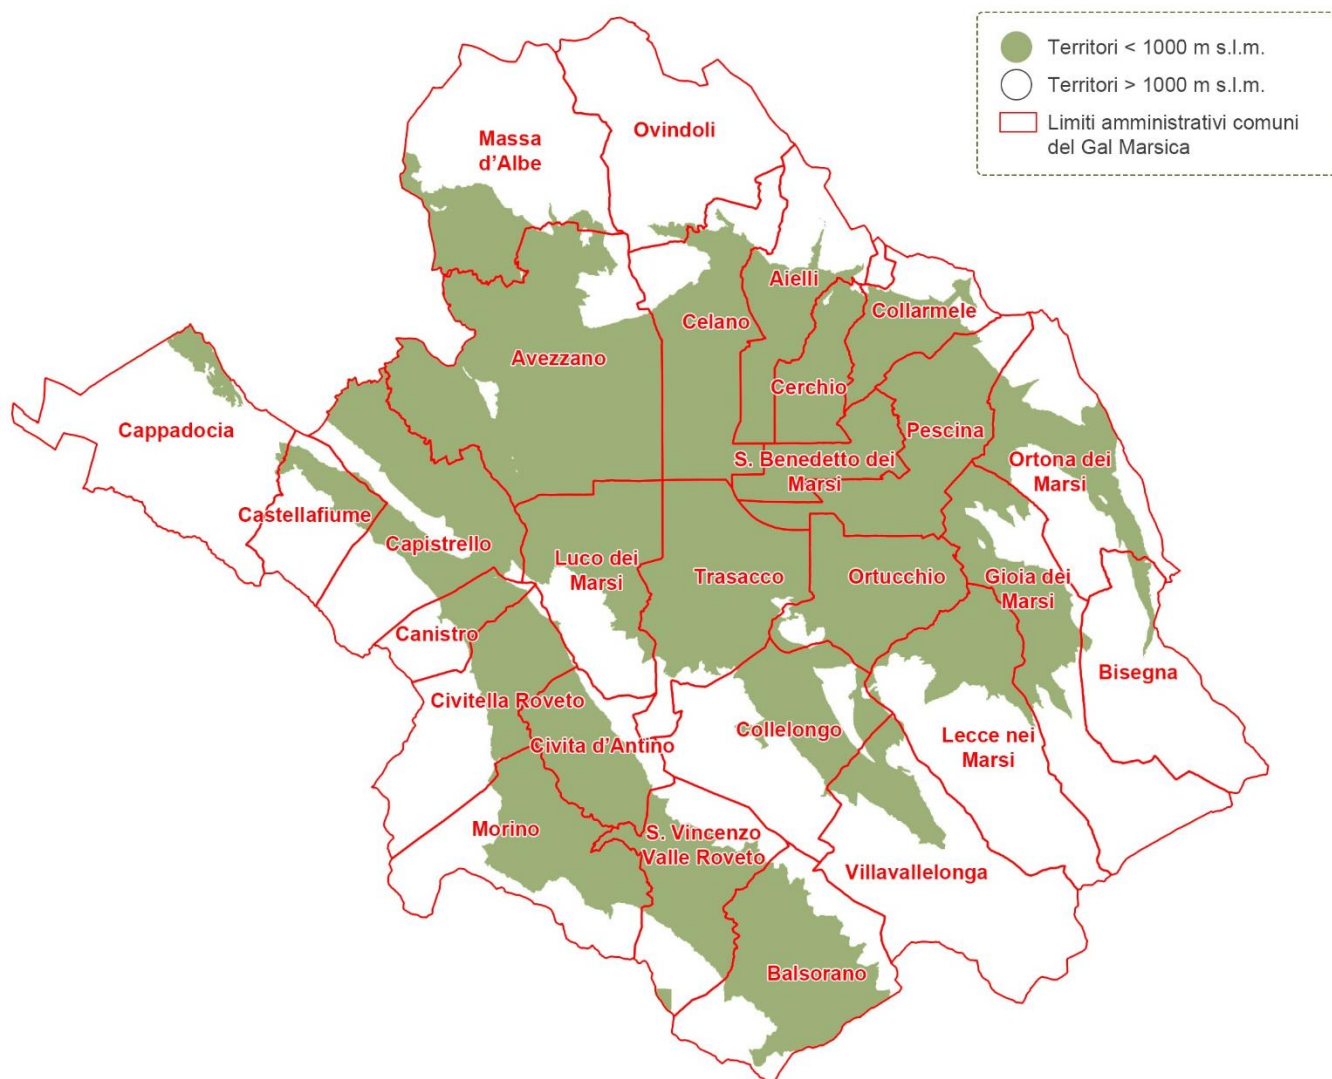 Territori < 1000 m s.l.m.
Territori > 1000 m s.l.m.
Limiti amministrativi comuni
del Gal Marsica
Ovindoli
Massa
d’Albe
Aielli
Collarmele
Celano
Avezzano
Cerchio
Cappadocia
Pescina
S. Benedetto dei
Marsi
Ortona dei
Marsi
Castellafiume
Capistrello
Luco dei
Marsi
Trasacco
Ortucchio
Gioia dei
Marsi
Canistro
Bisegna
Civitella Roveto
Civita d’Antino
Collelongo
Lecce nei
Marsi
Morino
S. Vincenzo
Valle Roveto
Villavallelonga
Balsorano